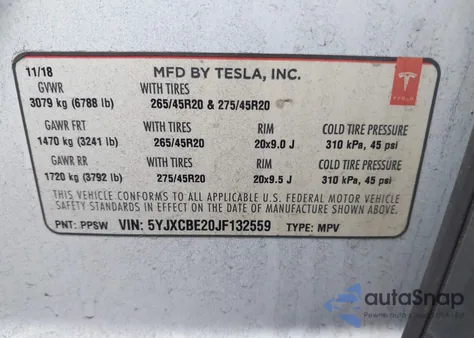 11/18
MFD BY TESLA, INC.
GVWR WITH TIRES
3079 kg (6788 lb) 265/45R20 & 275/45R20
TESLA
GAWR FRT WITH TIRES RIM COLD TIRE PRESSURE
1470 kg (3241 lb) 265/45R20 20x9.0 J 310 kPa, 45 psi
GAWR RR WITH TIRES RIM COLD TIRE PRESSURE
1720 kg (3792 lb) 275/45R20 20x9.5 J 310 kPa, 45 psi
THIS VEHICLE CONFORMS TO ALL APPLICABLE U.S. FEDERAL MOTOR VEHICLE
SAFETY STANDARDS IN EFFECT ON THE DATE OF MANUFACTURE SHOWN ABOVE.
PNT: PPSW VIN: 5YJXCBE20JF132559 TYPE: MPV
autoSnap